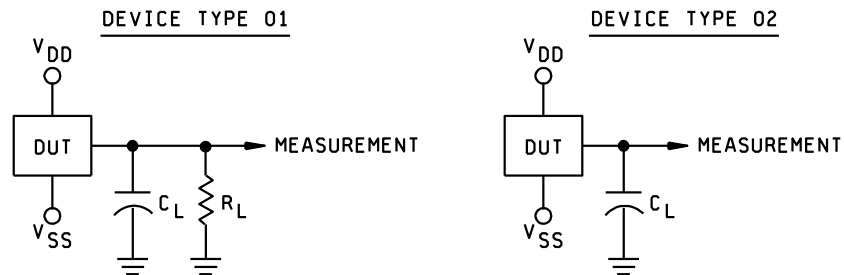 DEVICE TYPE 01
VDD
DUT
MEASUREMENT
CL
RL
VSS
DEVICE TYPE 02
VDD
DUT
MEASUREMENT
CL
VSS